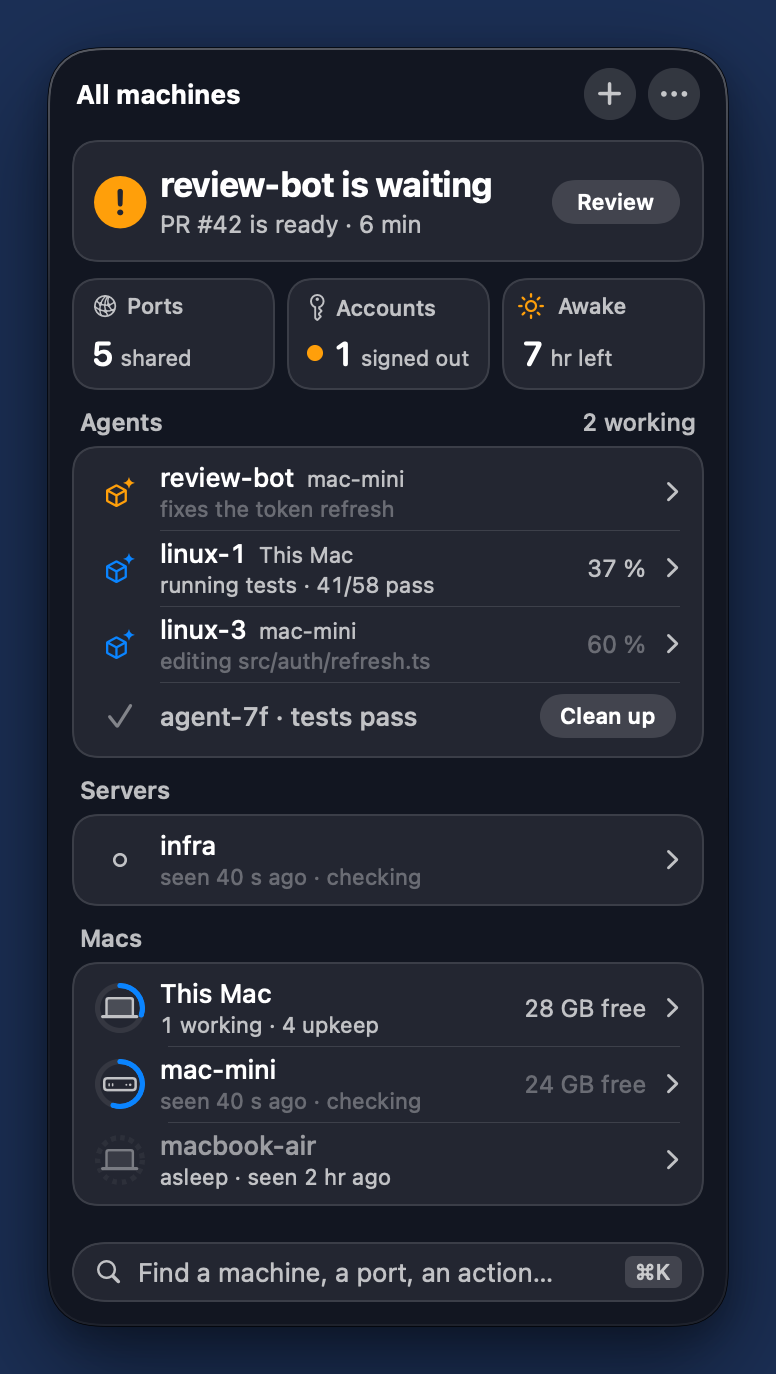 All machines
review-bot is waiting
PR #42 is ready · 6 min
Review
Ports
5 shared
Accounts
1 signed out
Awake
7 hr left
Agents
2 working
review-bot mac-mini
fixes the token refresh
linux-1 This Mac
running tests · 41/58 pass
37 %
linux-3 mac-mini
editing src/auth/refresh.ts
60 %
agent-7f · tests pass
Clean up
Servers
infra
seen 40 s ago · checking
Macs
This Mac
1 working · 4 upkeep
28 GB free
mac-mini
seen 40 s ago · checking
24 GB free
macbook-air
asleep · seen 2 hr ago
Find a machine, a port, an action...
⌘K